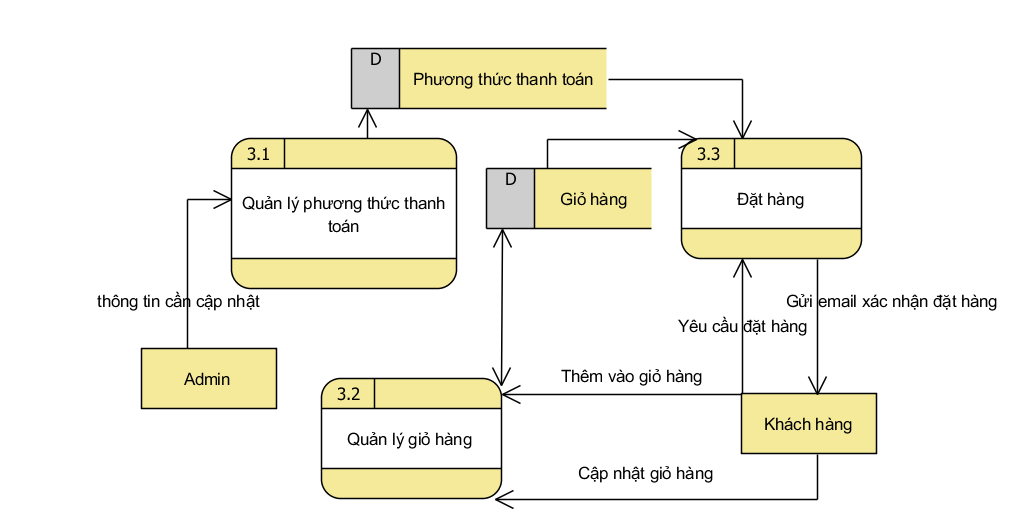 D
Phương thức thanh toán
3.1
Quản lý phương thức thanh
toán
D
Giỏ hàng
3.3
Đặt hàng
thông tin cần cập nhật
Gửi email xác nhận đặt hàng
Yêu cầu đặt hàng
Admin
3.2
Quản lý giỏ hàng
Thêm vào giỏ hàng
Khách hàng
Cập nhật giỏ hàng